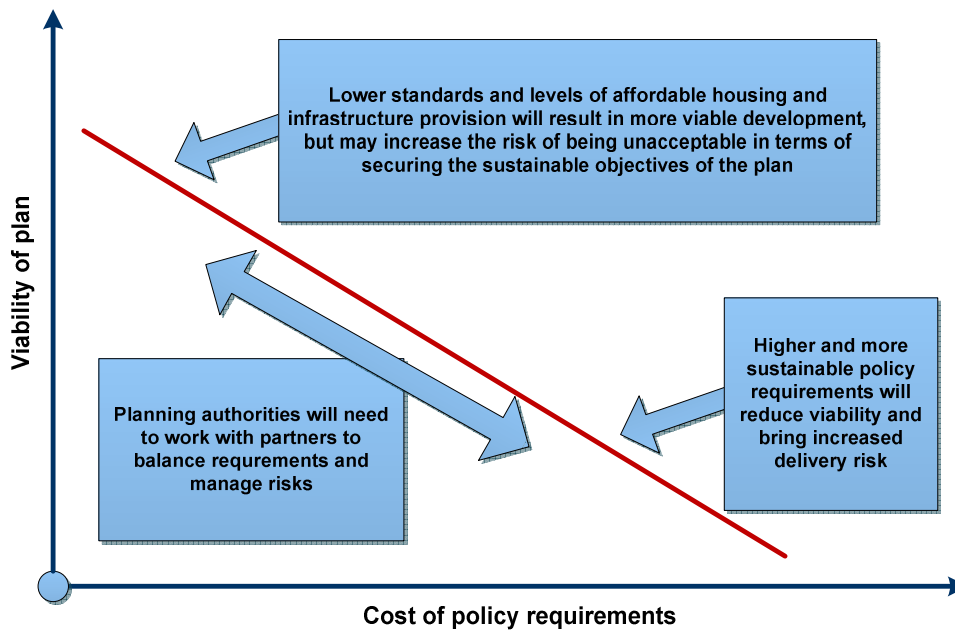 Lower standards and levels of affordable housing and
infrastructure provision will result in more viable development,
but may increase the risk of being unacceptable in terms of
securing the sustainable objectives of the plan
Viability of plan
Higher and more
sustainable policy
requirements will
reduce viability and
bring increased
delivery risk
Planning authorities will need
to work with partners to
balance requrements and
manage risks
Cost of policy requirements